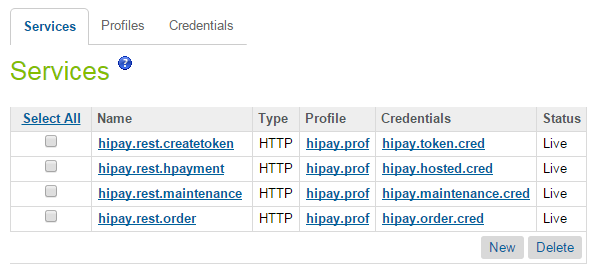 Services Profiles Credentials
Services ?
Select All Name Type Profile Credentials Status
hipay.rest.createtoken HTTP hipay.prof hipay.token.cred Live
hipay.rest.hpayment HTTP hipay.prof hipay.hosted.cred Live
hipay.rest.maintenance HTTP hipay.prof hipay.maintenance.cred Live
hipay.rest.order HTTP hipay.prof hipay.order.cred Live
New Delete